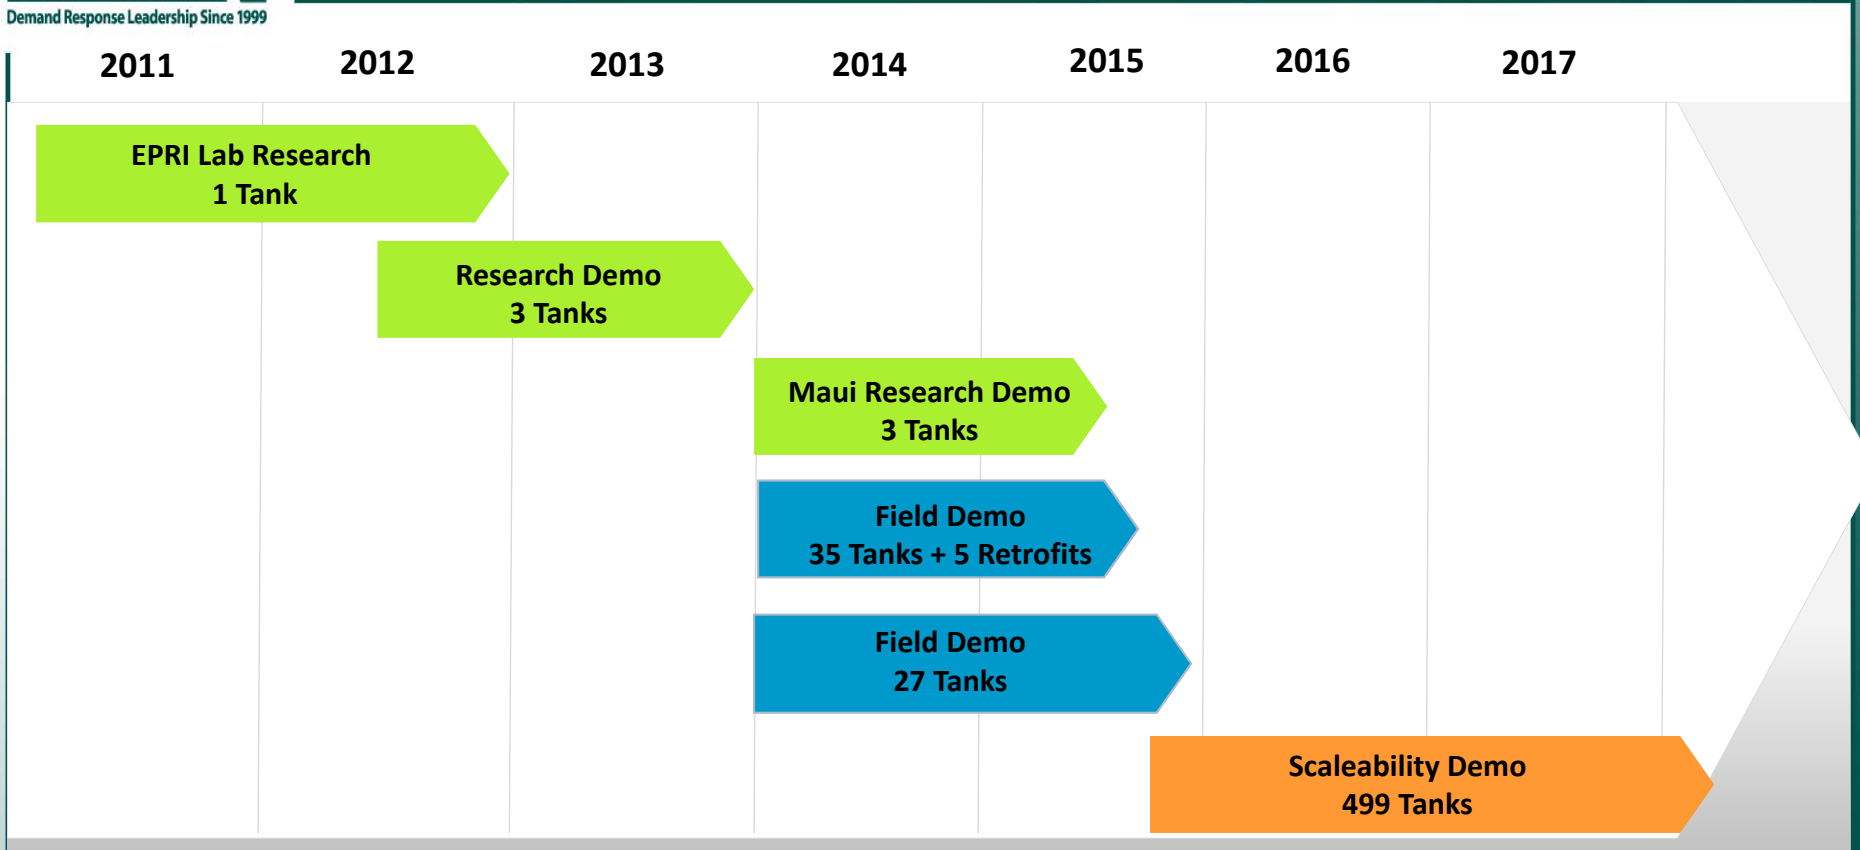 Demand Response Leadership Since 1999
2011 2012 2013 2014 2015 2016 2017
EPRI Lab Research
1 Tank
Research Demo
3 Tanks
Maui Research Demo
3 Tanks
Field Demo
35 Tanks + 5 Retrofits
Field Demo
27 Tanks
Scaleability Demo
499 Tanks